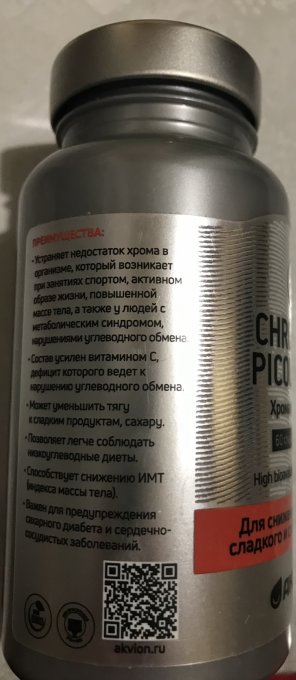 ПРЕИМУЩЕСТВА:
• Устраняет недостаток хрома в
организме, который возникает
при занятиях спортом, активном
образе жизни, повышенной
массе тела, а также у людей с
метаболическим синдромом,
нарушениями углеводного обмена.
• Состав усилен витамином С,
дефицит которого ведет к
нарушению углеводного обмена.
• Может уменьшить тягу
к сладким продуктам, сахару.
• Позволяет легче соблюдать
низкоуглеводные диеты.
• Способствует снижению ИМТ
(индекса массы тела).
• Важен для предупреждения
сахарного диабета и сердечно-
сосудистых заболеваний.
akvion.ru
CHR
PICO
Хрома
60
High
Для сниже
сладкого и